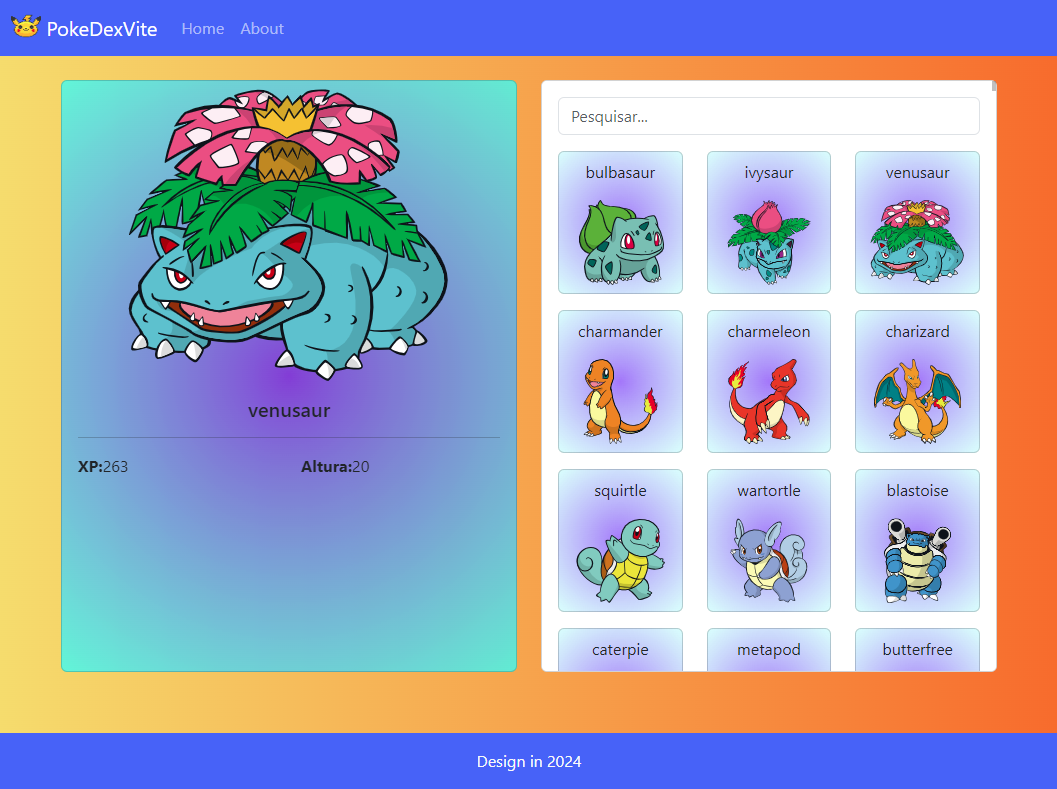 PokeDexVite Home About
venusaur
XP:263 Altura:20
Pesquisar...
bulbasaur ivysaur venusaur
charmander charmeleon charizard
squirtle wartortle blastoise
caterpie metapod butterfree
Design in 2024